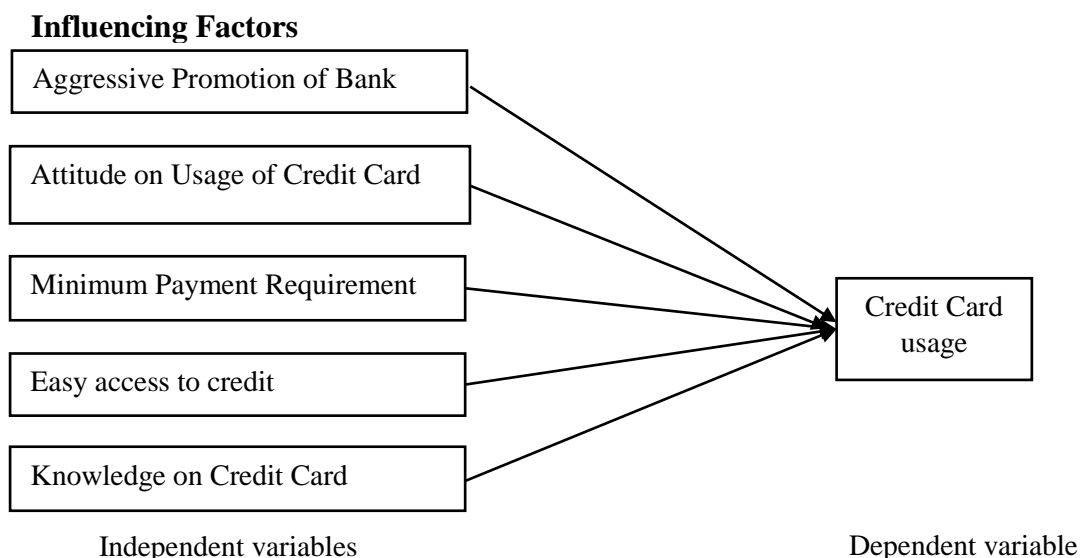 Influencing Factors
Aggressive Promotion of Bank
Attitude on Usage of Credit Card
Minimum Payment Requirement
Easy access to credit
Knowledge on Credit Card
Credit Card
usage
Independent variables
Dependent variable